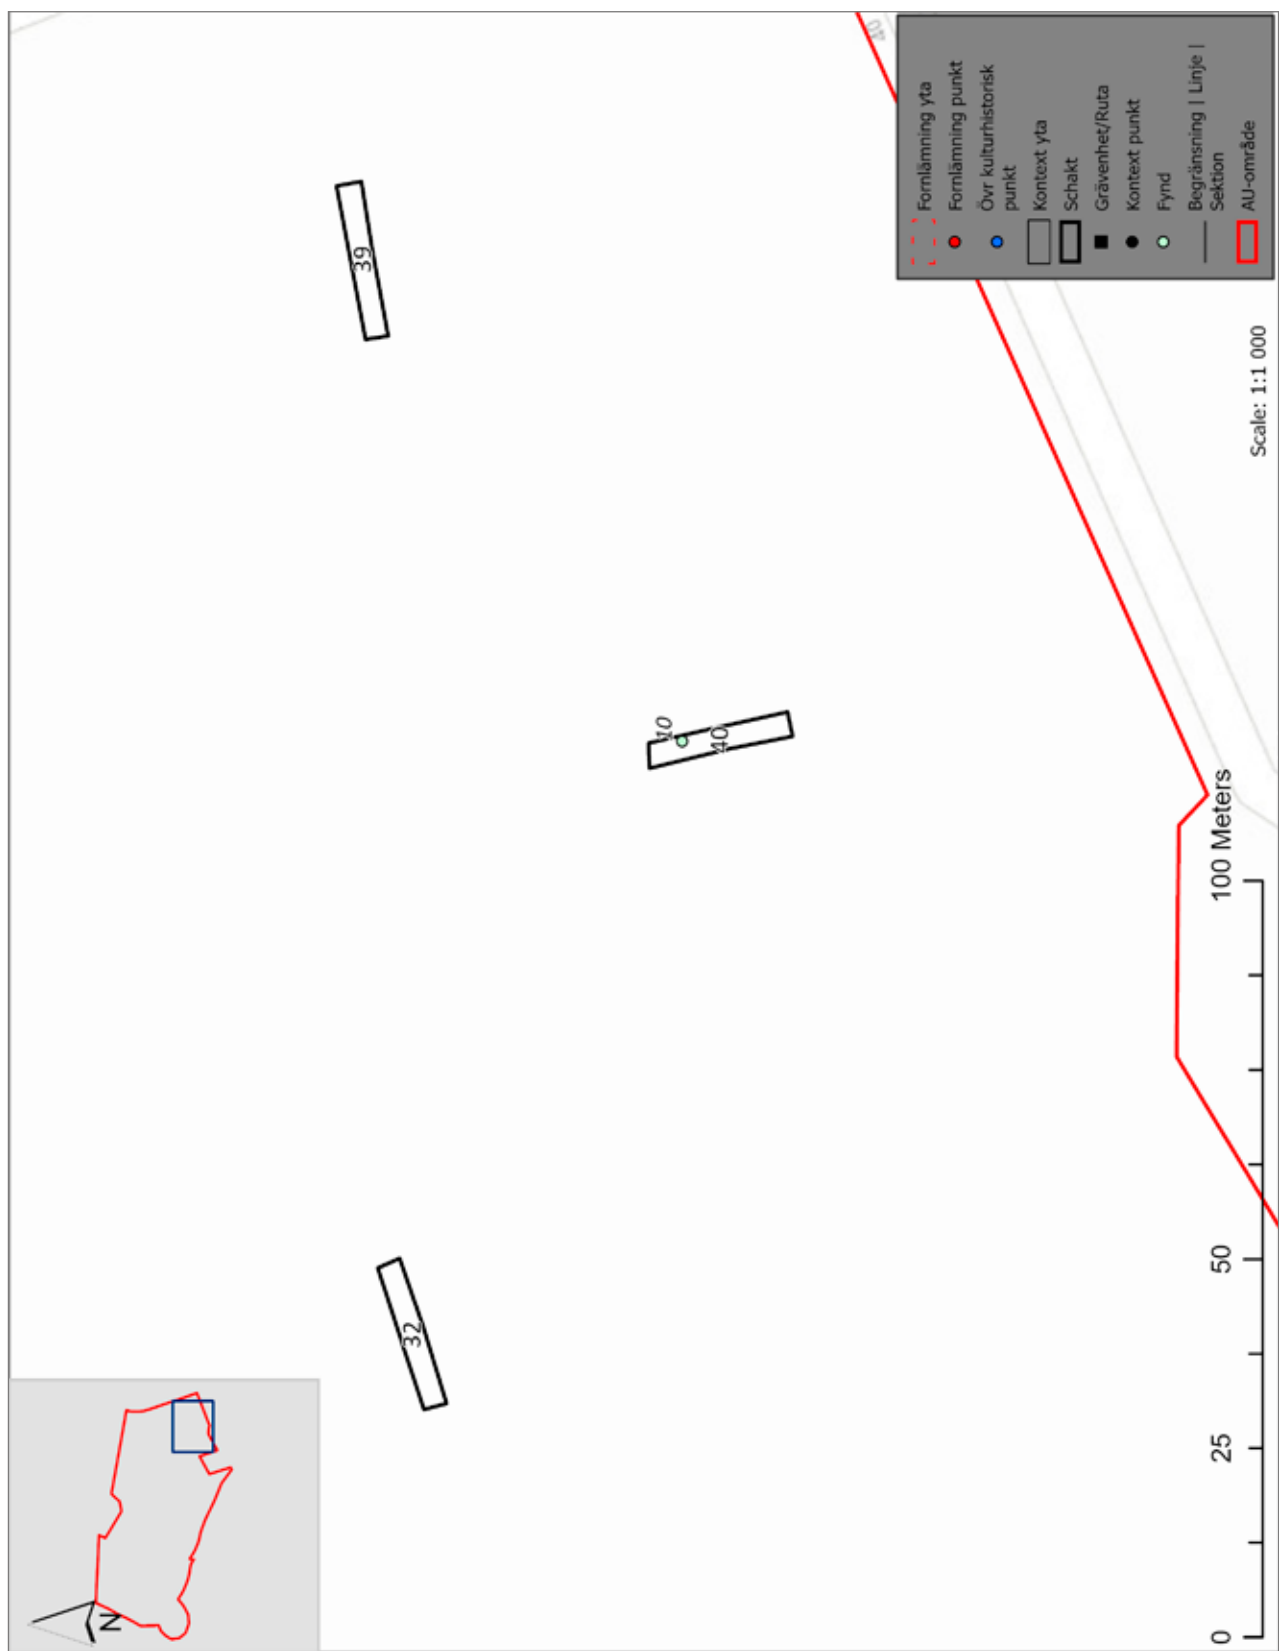 N
32
39
10
40
40
0
25
50
100 Meters
Scale: 1:1 000
Fornlämning yta
Fornlämning punkt
Övr kulturhistorisk
punkt
Kontext yta
Schakt
Grävenhet/Ruta
Kontext punkt
Fynd
Begränsning | Linje |
Sektion
AU-område